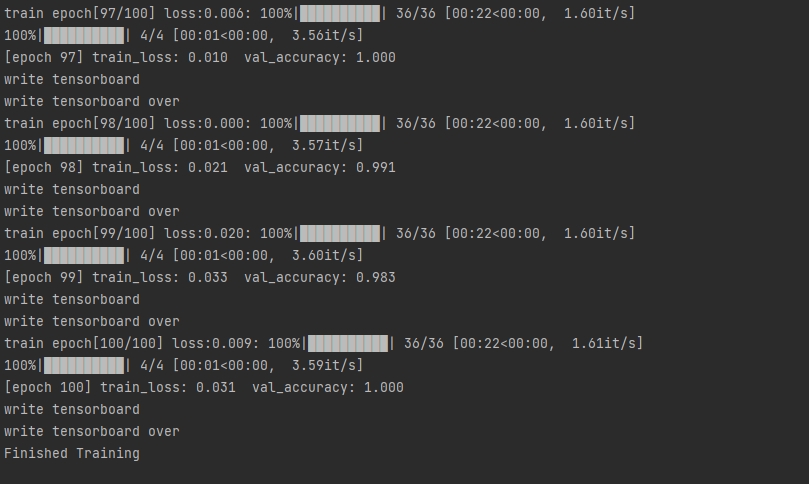 train epoch[97/100] loss:0.006: 100%|██████████| 36/36 [00:22<00:00,  1.60it/s]
100%|██████████| 4/4 [00:01<00:00,  3.56it/s]
[epoch 97] train_loss: 0.010  val_accuracy: 1.000
write tensorboard
write tensorboard over
train epoch[98/100] loss:0.000: 100%|██████████| 36/36 [00:22<00:00,  1.60it/s]
100%|██████████| 4/4 [00:01<00:00,  3.57it/s]
[epoch 98] train_loss: 0.021  val_accuracy: 0.991
write tensorboard
write tensorboard over
train epoch[99/100] loss:0.020: 100%|██████████| 36/36 [00:22<00:00,  1.60it/s]
100%|██████████| 4/4 [00:01<00:00,  3.60it/s]
[epoch 99] train_loss: 0.033  val_accuracy: 0.983
write tensorboard
write tensorboard over
train epoch[100/100] loss:0.009: 100%|██████████| 36/36 [00:22<00:00,  1.61it/s]
100%|██████████| 4/4 [00:01<00:00,  3.59it/s]
[epoch 100] train_loss: 0.031  val_accuracy: 1.000
write tensorboard
write tensorboard over
Finished Training